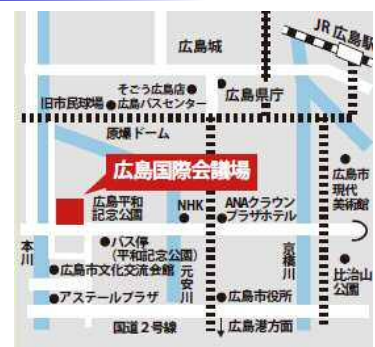 JR 広島駅
広島城
そごう広島店
広島県庁
旧市民球場
広島バスセンター
原爆ドーム
広島国際会議場
広島市
現代
美術館
広島平和
記念公園
NHK
ANAクラウン
プラザホテル
本川
バス停
(平和記念公園)
元安川
京橋川
広島市文化交流会館
比治山
公園
アステールプラザ
広島市役所
国道2号線
広島港方面